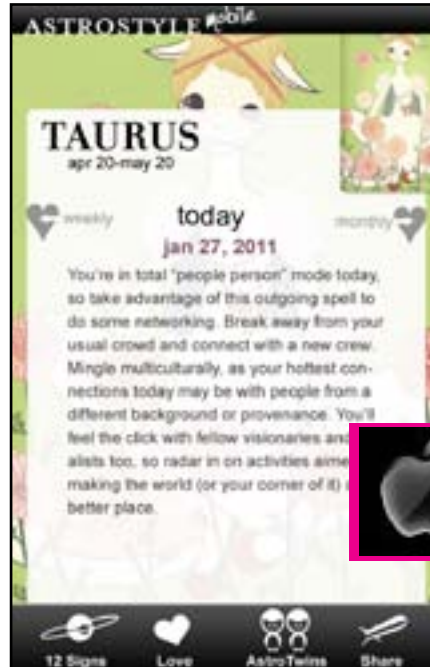 ASTROSTYLE mobile
TAURUS
apr 20-may 20
weekly today monthly
jan 27, 2011
You're in total "people person" mode today,
so take advantage of this outgoing spell to
do some networking. Break away from your
usual crowd and connect with a new crew.
Mingle multiculturally, as your hottest con-
nections today may be with people from a
different background or provenance. You'll
feel the click with fellow visionaries and
alists too, so radar in on activities aime
making the world (or your corner of it)
better place.
12 Signs Love AstroTwins Share